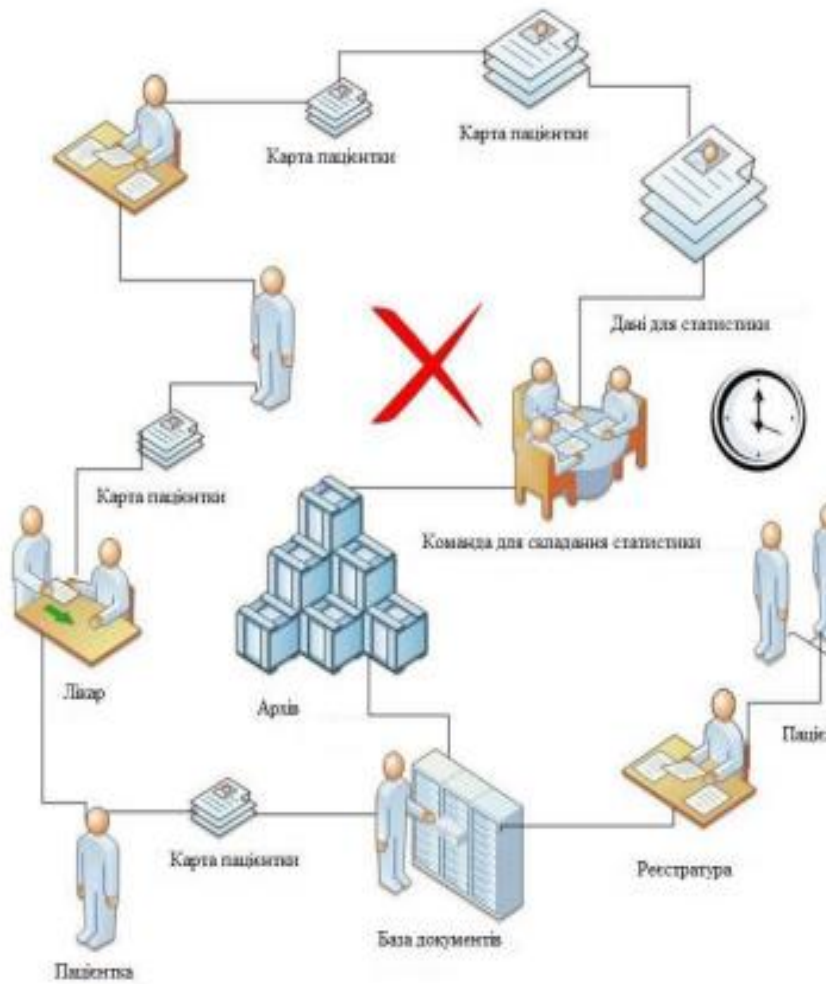 Карта пацієнтки
Карта пацієнтки
Дані для статистики
Карта пацієнтки
Команда для складання статистики
Лікар
Архів
Карта пацієнтки
Реєстратура
База документів
Пацієнтка